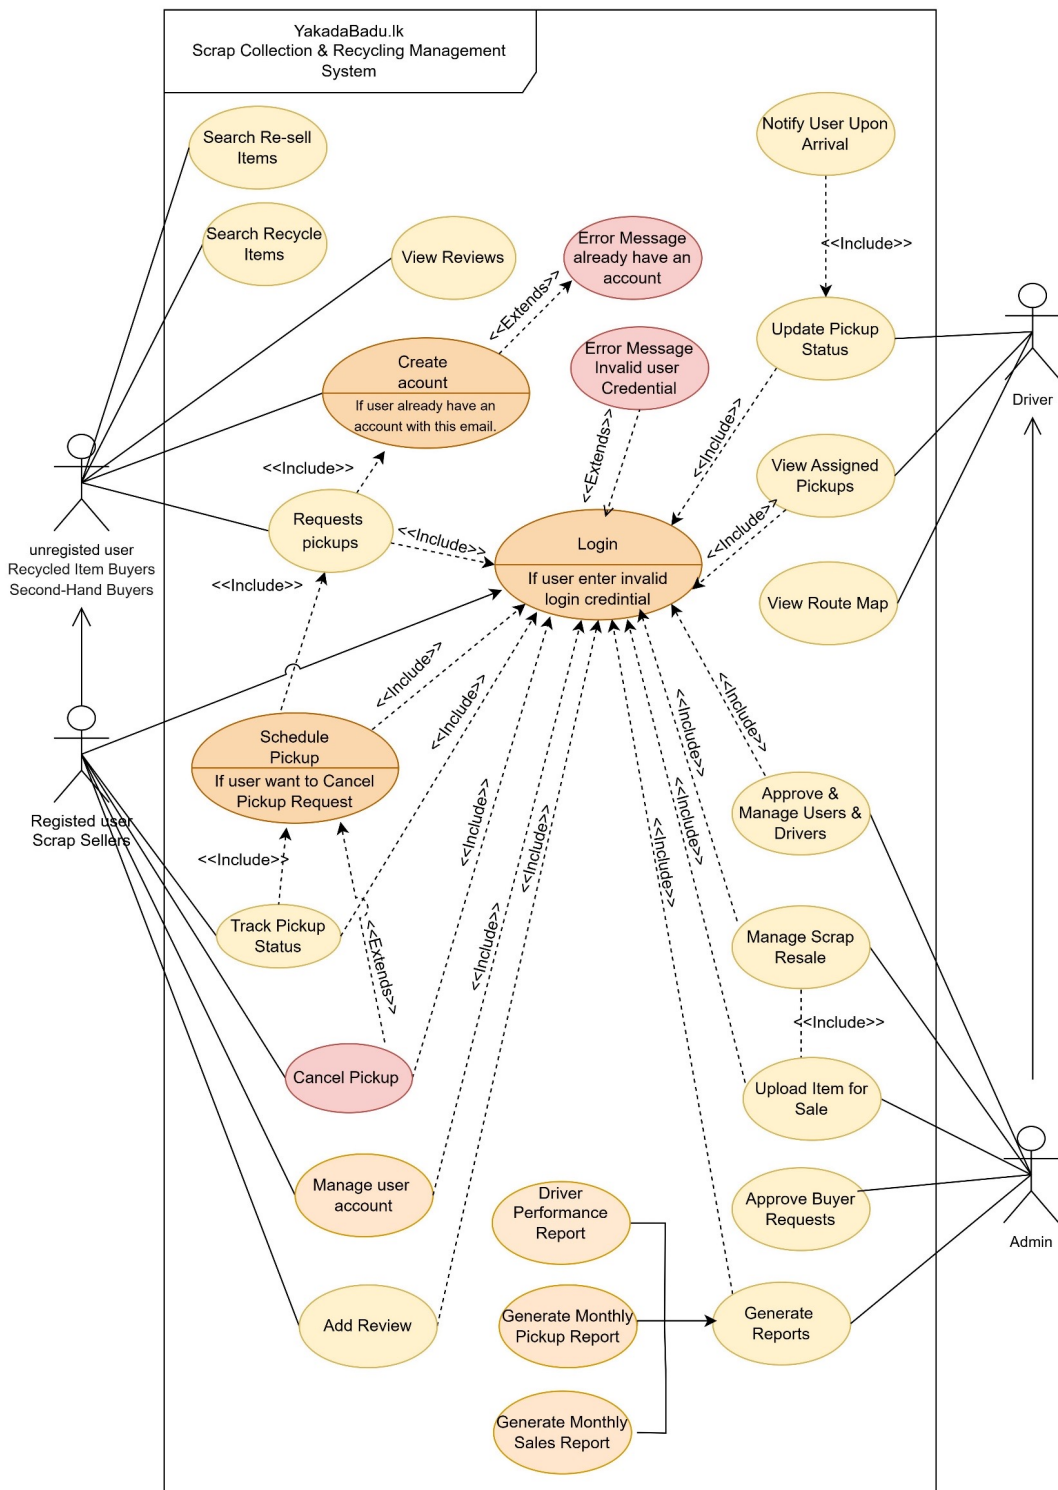 YakadaBadu.lk
Scrap Collection & Recycling Management
System
Search Re-sell
Items
Notify User Upon
Arrival
Search Recycle
Items
View Reviews
Error Message
already have an
account
<<Include>>
<<Extends>>
Update Pickup
Status
Error Message
Invalid user
Credential
Create
acount
If user already have an
account with this email.
Driver
<<Include>>
<<Extends>>
<<Include>>
View Assigned
Pickups
<<Include>>
Requests
pickups
<<Include>>
Login
If user enter invalid
login credintial
unregisted user
Recycled Item Buyers
Second-Hand Buyers
<<Include>>
View Route Map
<<Include>>
<<Include>>
<<Include>>
<<Include>>
Schedule
Pickup
If user want to Cancel
Pickup Request
Registed user
Scrap Sellers
<<Include>>
<<Include>>
<<Include>>
<<Include>>
<<Include>>
Approve &
Manage Users &
Drivers
<<Include>>
Track Pickup
Status
<<Extends>>
<<Include>>
Manage Scrap
Resale
<<Include>>
Cancel Pickup
Upload Item for
Sale
Manage user
account
Driver
Performance
Report
Approve Buyer
Requests
Admin
Add Review
Generate Monthly
Pickup Report
Generate
Reports
Generate Monthly
Sales Report